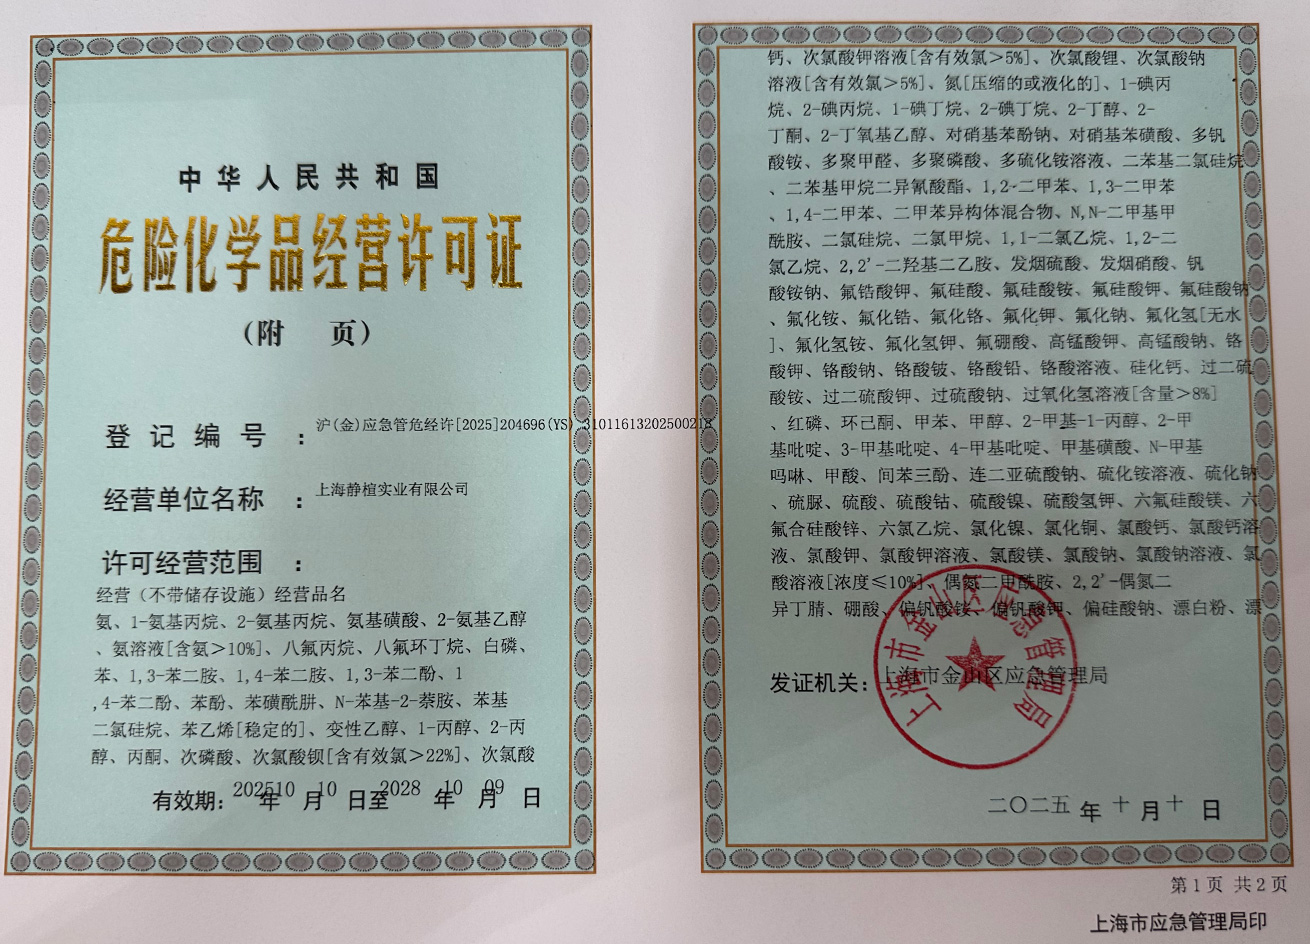 中华人民共和国
危险化学品经营许可证
(附 页)
登记编号：沪(金)应急管危经许[2025]204696(YS) 31011613202500218
经营单位名称：上海静楦实业有限公司
许可经营范围：
经营（不带储存设施）经营品名
氨、1-氨基丙烷、2-氨基丙烷、氨基磺酸、2-氨基乙醇
、氨溶液[含氨＞10%]、八氟丙烷、八氟环丁烷、白磷、
苯、1,3-苯二胺、1,4-苯二胺、1,3-苯二酚、1
,4-苯二酚、苯酚、苯磺酰肼、N-苯基-2-萘胺、苯基
二氯硅烷、苯乙烯[稳定的]、变性乙醇、1-丙醇、2-丙
醇、丙酮、次磷酸、次氯酸钡[含有效氯＞22%]、次氯酸
有效期：2025年10月10日至2028年10月09日
钙、次氯酸钾溶液[含有效氯＞5%]、次氯酸锂、次氯酸钠
溶液[含有效氯＞5%]、氮[压缩的或液化的]、1-碘丙
烷、2-碘丙烷、1-碘丁烷、2-碘丁烷、2-丁醇、2-
丁酮、2-丁氧基乙醇、对硝基苯酚钠、对硝基苯磺酸、多钒
酸铵、多聚甲醛、多聚磷酸、多硫化铵溶液、二苯基二氯硅烷
、二苯基甲烷二异氰酸酯、1,2-二甲苯、1,3-二甲苯
、1,4-二甲苯、二甲苯异构体混合物、N,N-二甲基甲
酰胺、二氯硅烷、二氯甲烷、1,1-二氯乙烷、1,2-二
氯乙烷、2,2'-二羟基二乙胺、发烟硫酸、发烟硝酸、钒
酸铵钠、氟锆酸钾、氟硅酸、氟硅酸铵、氟硅酸钾、氟硅酸钠
、氟化铵、氟化锆、氟化铬、氟化钾、氟化钠、氟化氢[无水
]、氟化氢铵、氟化氢钾、氟硼酸、高锰酸钾、高锰酸钠、铬
酸钾、铬酸钠、铬酸铍、铬酸铅、铬酸溶液、硅化钙、过二硫
酸铵、过二硫酸钾、过硫酸钠、过氧化氢溶液[含量＞8%]
、红磷、环己酮、甲苯、甲醇、2-甲基-1-丙醇、2-甲
基吡啶、3-甲基吡啶、4-甲基吡啶、甲基磺酸、N-甲基
吗啉、甲酸、间苯三酚、连二亚硫酸钠、硫化铵溶液、硫化钠
、硫脲、硫酸、硫酸钴、硫酸镍、硫酸氢钾、六氟硅酸镁、六
氟合硅酸锌、六氯乙烷、氯化镍、氯化铜、氯酸钙、氯酸钙溶
液、氯酸钾、氯酸钾溶液、氯酸镁、氯酸钠、氯酸钠溶液、氯
酸溶液[浓度≤10%]、偶氮二甲酰胺、2,2'-偶氮二
异丁腈、硼酸、偏钒酸铵、偏钒酸钾、偏硅酸钠、漂白粉、漂
发证机关：上海市金山区应急管理局
上海市金山区应急管理局
二〇二五年十月十日
第1页 共2页
上海市应急管理局印